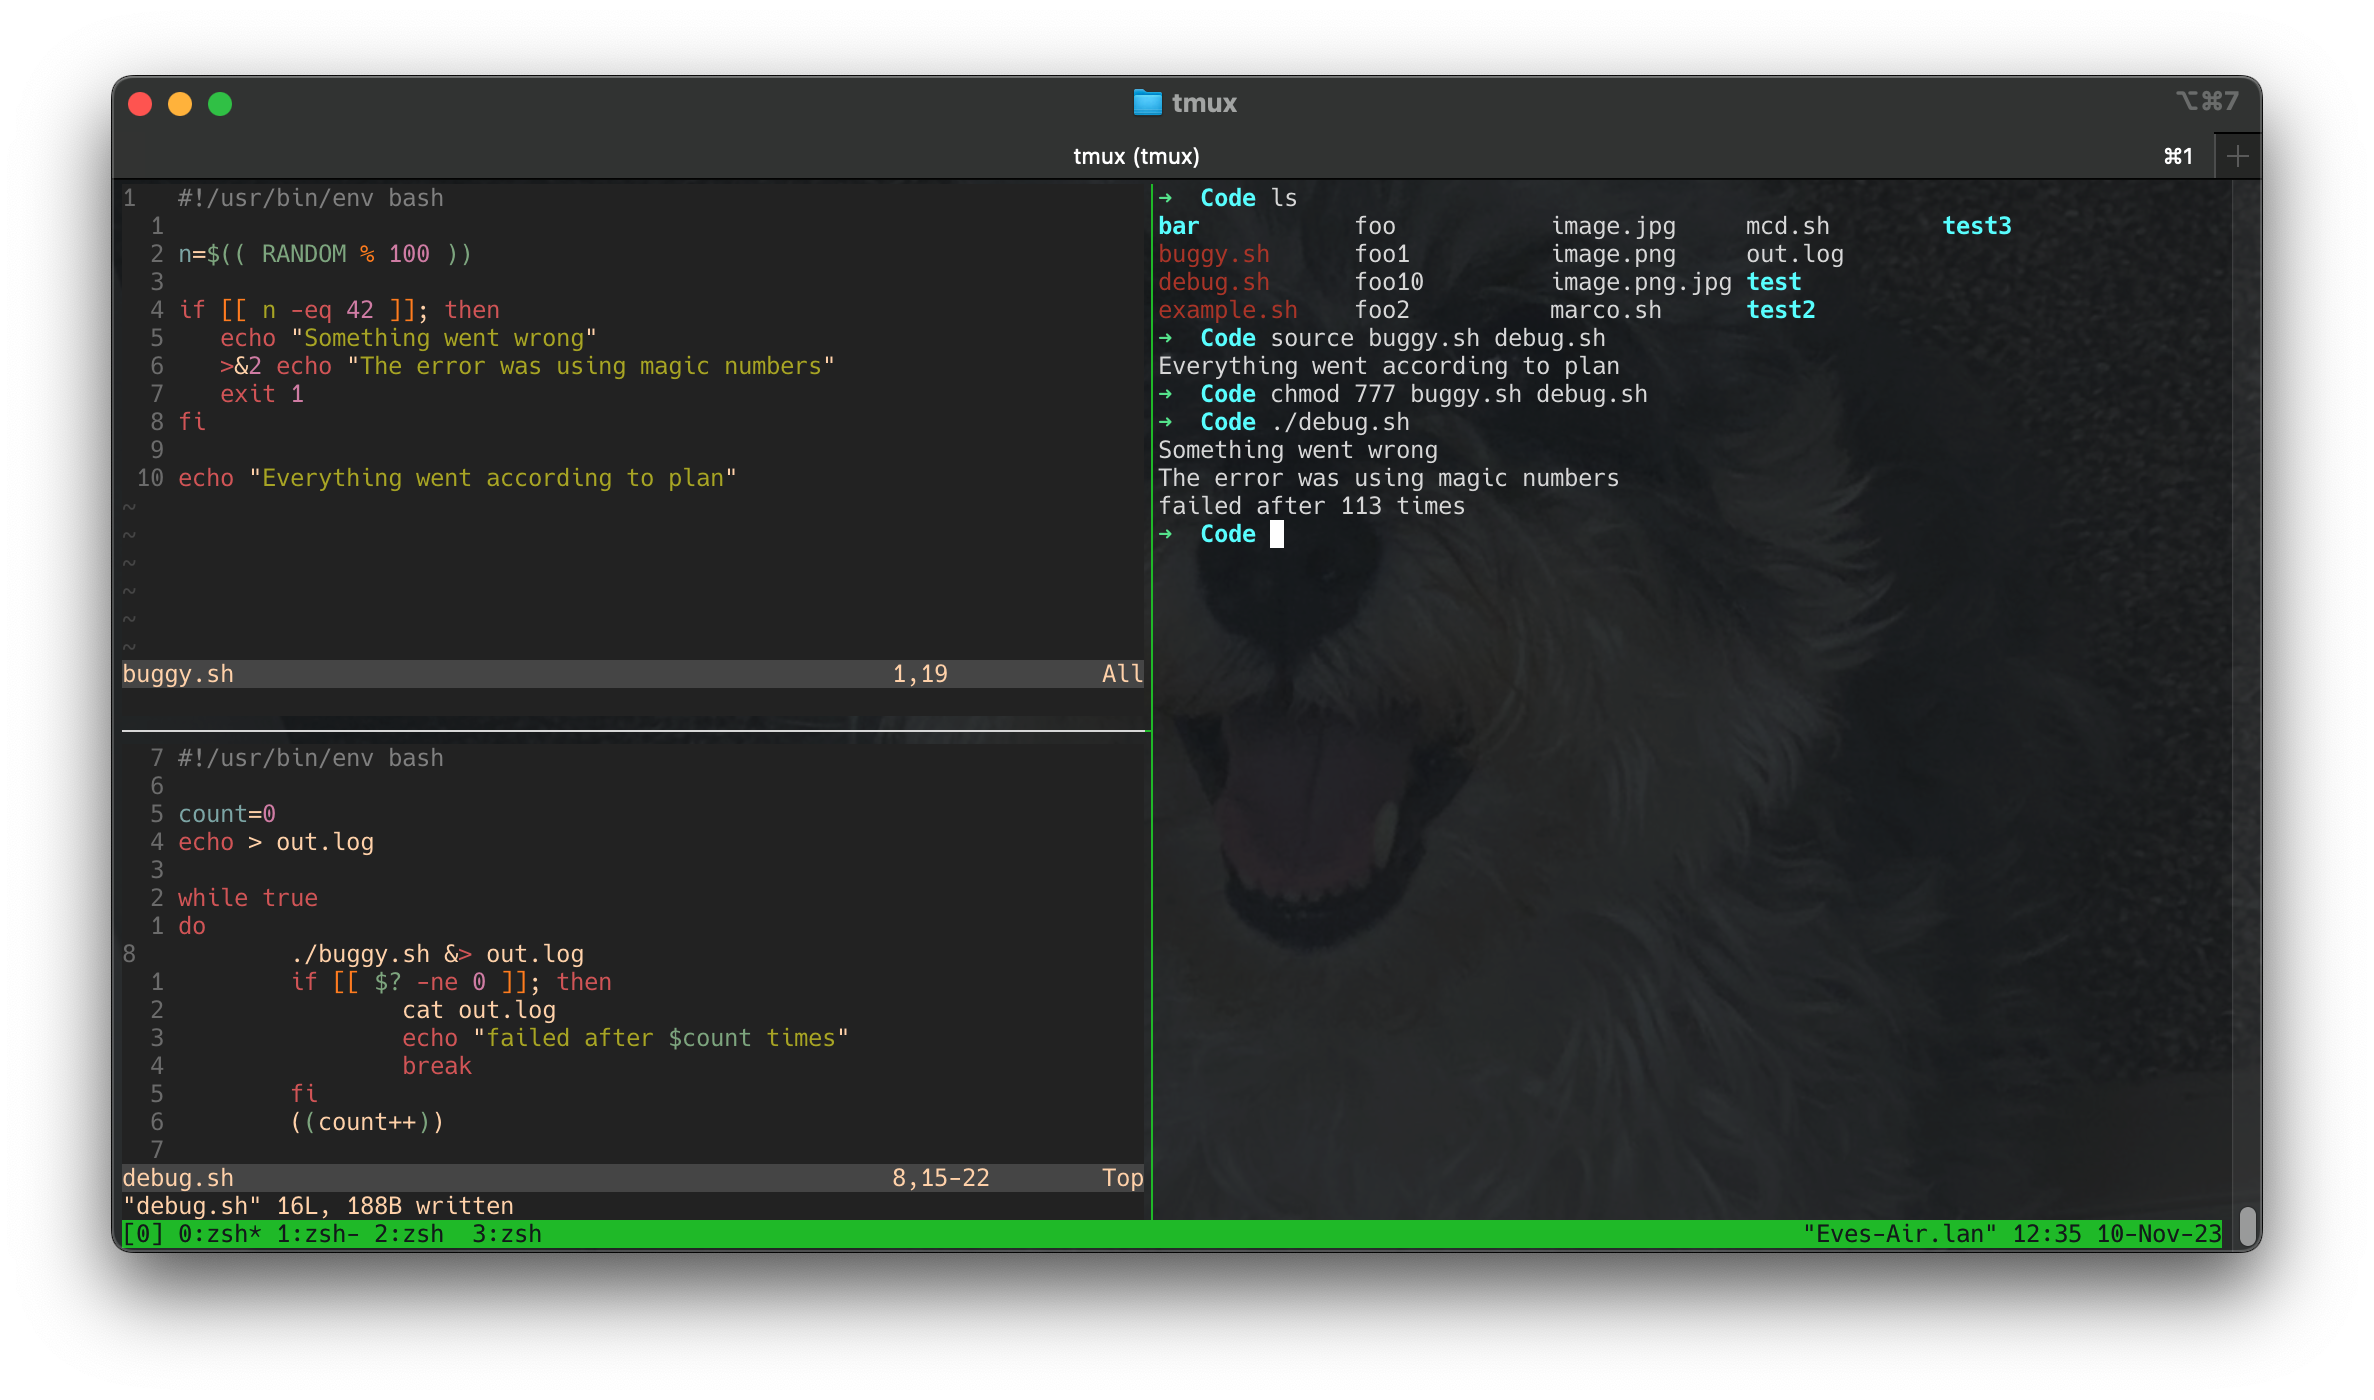 tmux
⌥⌘7
tmux (tmux)
⌘1
1   #!/usr/bin/env bash
  1
  2 n=$(( RANDOM % 100 ))
  3
  4 if [[ n -eq 42 ]]; then
  5    echo "Something went wrong"
  6    >&2 echo "The error was using magic numbers"
  7    exit 1
  8 fi
  9
 10 echo "Everything went according to plan"
~
~
~
~
~
~
buggy.sh 1,19 All
  7 #!/usr/bin/env bash
  6
  5 count=0
  4 echo > out.log
  3
  2 while true
  1 do
8           ./buggy.sh &> out.log
  1         if [[ $? -ne 0 ]]; then
  2                 cat out.log
  3                 echo "failed after $count times"
  4                 break
  5         fi
  6         ((count++))
  7
debug.sh 8,15-22 Top
"debug.sh" 16L, 188B written
➜  Code ls
bar foo image.jpg mcd.sh test3
buggy.sh foo1 image.png out.log
debug.sh foo10 image.png.jpg test
example.sh foo2 marco.sh test2
➜  Code source buggy.sh debug.sh
Everything went according to plan
➜  Code chmod 777 buggy.sh debug.sh
➜  Code ./debug.sh
Something went wrong
The error was using magic numbers
failed after 113 times
➜  Code
[0] 0:zsh* 1:zsh- 2:zsh  3:zsh "Eves-Air.lan" 12:35 10-Nov-23